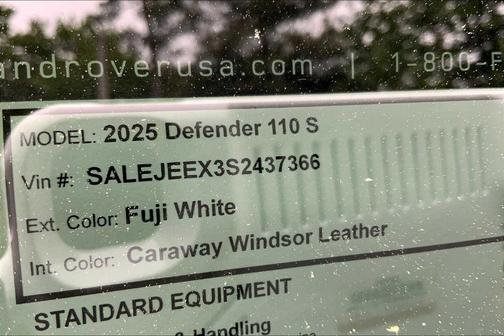 androverusa.com | 1-800-F
MODEL: 2025 Defender 110 S
Vin #: SALEJEEX3S2437366
Ext. Color: Fuji White
Int. Color: Caraway Windsor Leather
STANDARD EQUIPMENT
& Handling